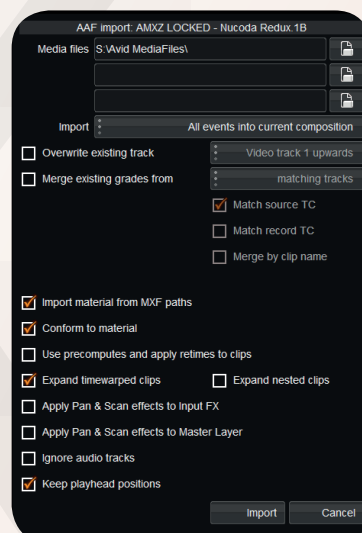 AAF import: AMXZ LOCKED - Nucoda Redux.1B
Media files S:\Avid MediaFiles\
Import All events into current composition
Overwrite existing track Video track 1 upwards
Merge existing grades from matching tracks
Match source TC
Match record TC
Merge by clip name
Import material from MXF paths
Conform to material
Use precomputes and apply retimes to clips
Expand timewarped clips Expand nested clips
Apply Pan & Scan effects to Input FX
Apply Pan & Scan effects to Master Layer
Ignore audio tracks
Keep playhead positions
Import Cancel